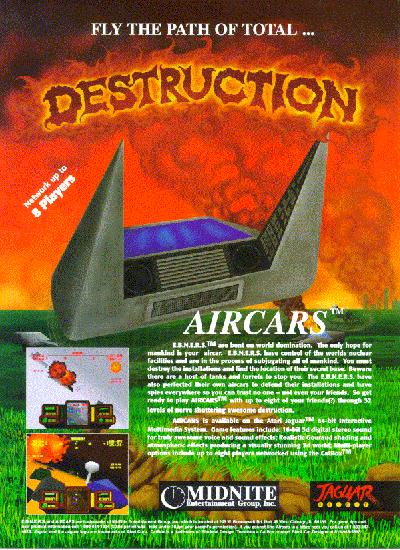 FLY THE PATH OF TOTAL ...
DESTRUCTION
Network up to
8 Players
AIRCARS™
E.B.N.E.R.S.™ are bent on world domination. The only hope for
mankind is your aircar. E.B.N.E.R.S. have control of the worlds nuclear
facilities and are in the process of subjugating all of mankind. You must
destroy the installations and find the location of their secret base. Beware
there are a host of tanks and turrets to stop you. The E.B.N.E.R.S. have
also perfected their own aircars to defend their installations and have
spies everywhere so you can trust no one - not even your friends. So get
ready to play AIRCARS™ with up to eight of your friends(?) through 32
levels of nerve shattering awesome destruction.
AIRCARS is available on the Atari Jaguar™ 64-bit Interactive
Multimedia System. Game features include: 16-bit 3d digital stereo sound
for truly awesome voice and sound effects; Realistic Gouraud shading and
atmospheric effects producing a visually stunning 3d world; Multi-player
options include up to eight players networked using the CatBox™
MIDNITE
Entertainment Group, Inc.
JAGUAR